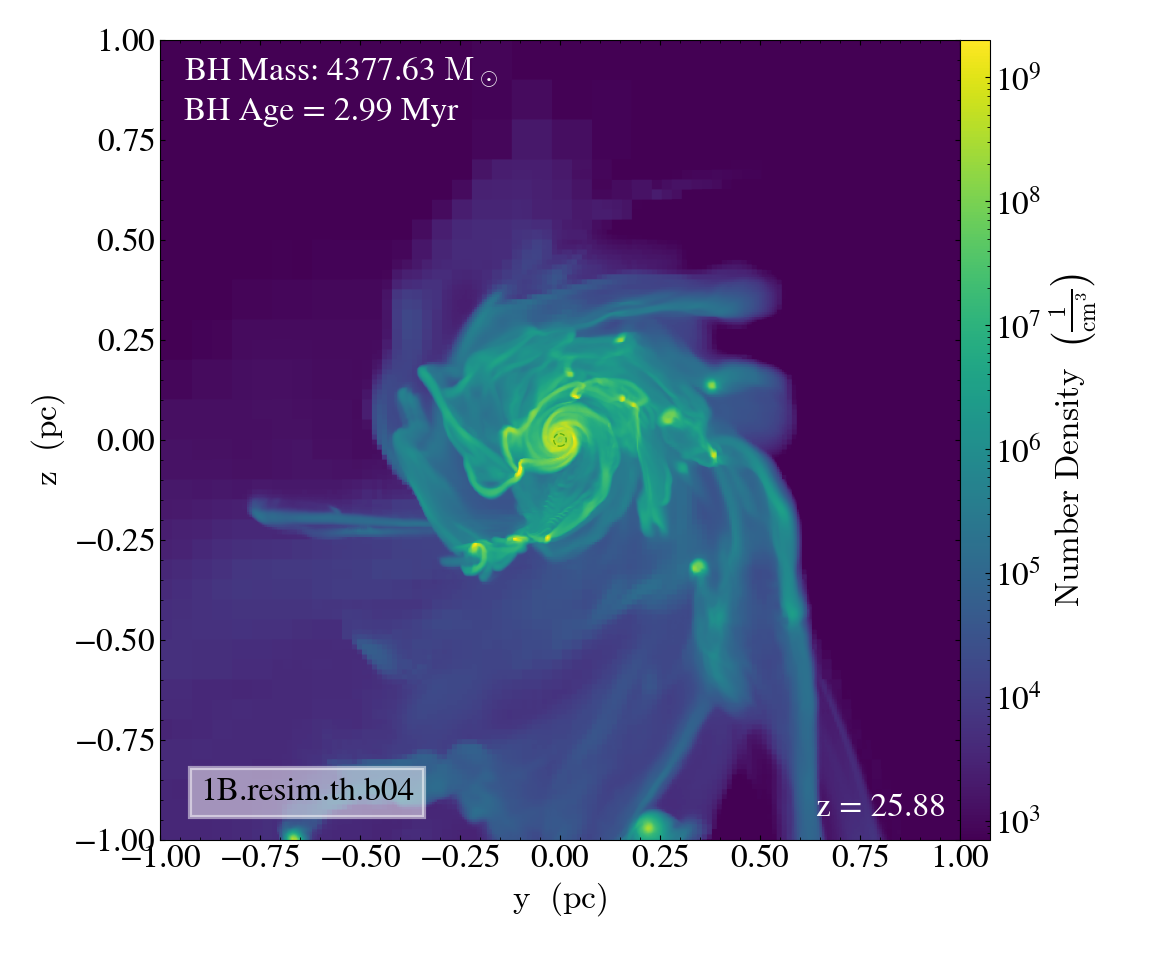 BH Mass: 4377.63 M⊙
BH Age = 2.99 Myr
1B.resim.th.b04
z = 25.88
1.00
0.75
0.50
0.25
0.00
−0.25
−0.50
−0.75
−1.00
z (pc)
−1.00 −0.75 −0.50 −0.25 0.00 0.25 0.50 0.75 1.00
y (pc)
10⁹
10⁸
10⁷
10⁶
10⁵
10⁴
10³
Number Density (1/cm³)